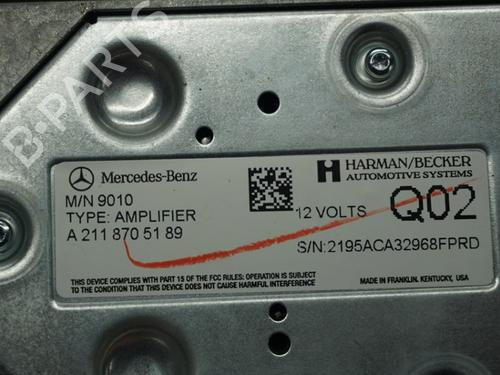 B-PARTS
Mercedes-Benz
M/N 9010
TYPE: AMPLIFIER
A 211 870 51 89
HARMAN/BECKER
AUTOMOTIVE SYSTEMS
12 VOLTS
Q02
S/N:2195ACA32968FPRD
THIS DEVICE COMPLIES WITH PART 15 OF THE FCC RULES: OPERATION IS SUBJECT
TO THE CONDITION THAT THIS DEVICE DOES NOT CAUSE HARMFUL INTERFERENCE
MADE IN FRANKLIN, KENTUCKY, USA